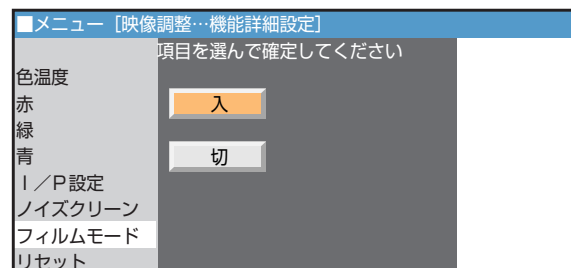 ■メニュー［映像調整…機能詳細設定］
項目を選んで確定してください
色温度
赤
緑
青
Ｉ／Ｐ設定
ノイズクリーン
フィルムモード
リセット
入
切